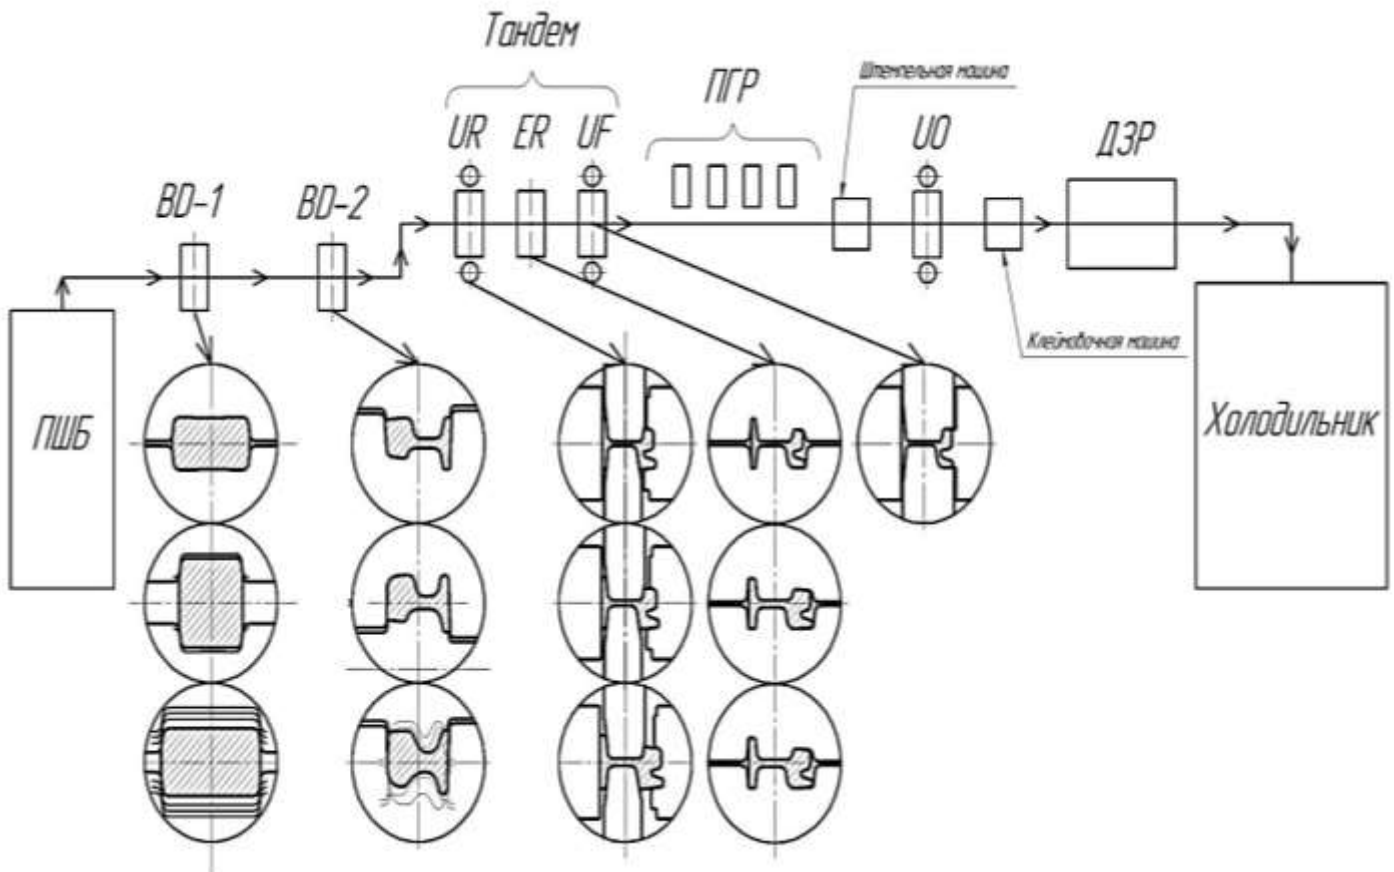 Тандем
Штемпельная машина
ПГР
UR ER UF
UO
ДЗР
BD-1
BD-2
Клеймовочная машина
ПШБ
Холодильник